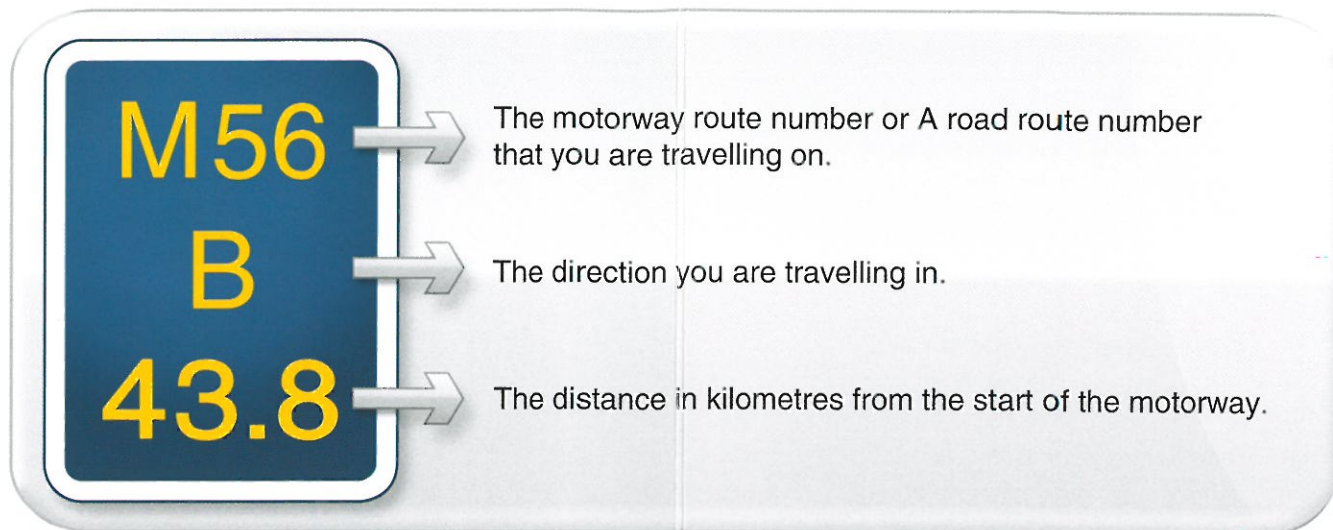 M56
The motorway route number or A road route number
that you are travelling on.
B
The direction you are travelling in.
43.8
The distance in kilometres from the start of the motorway.